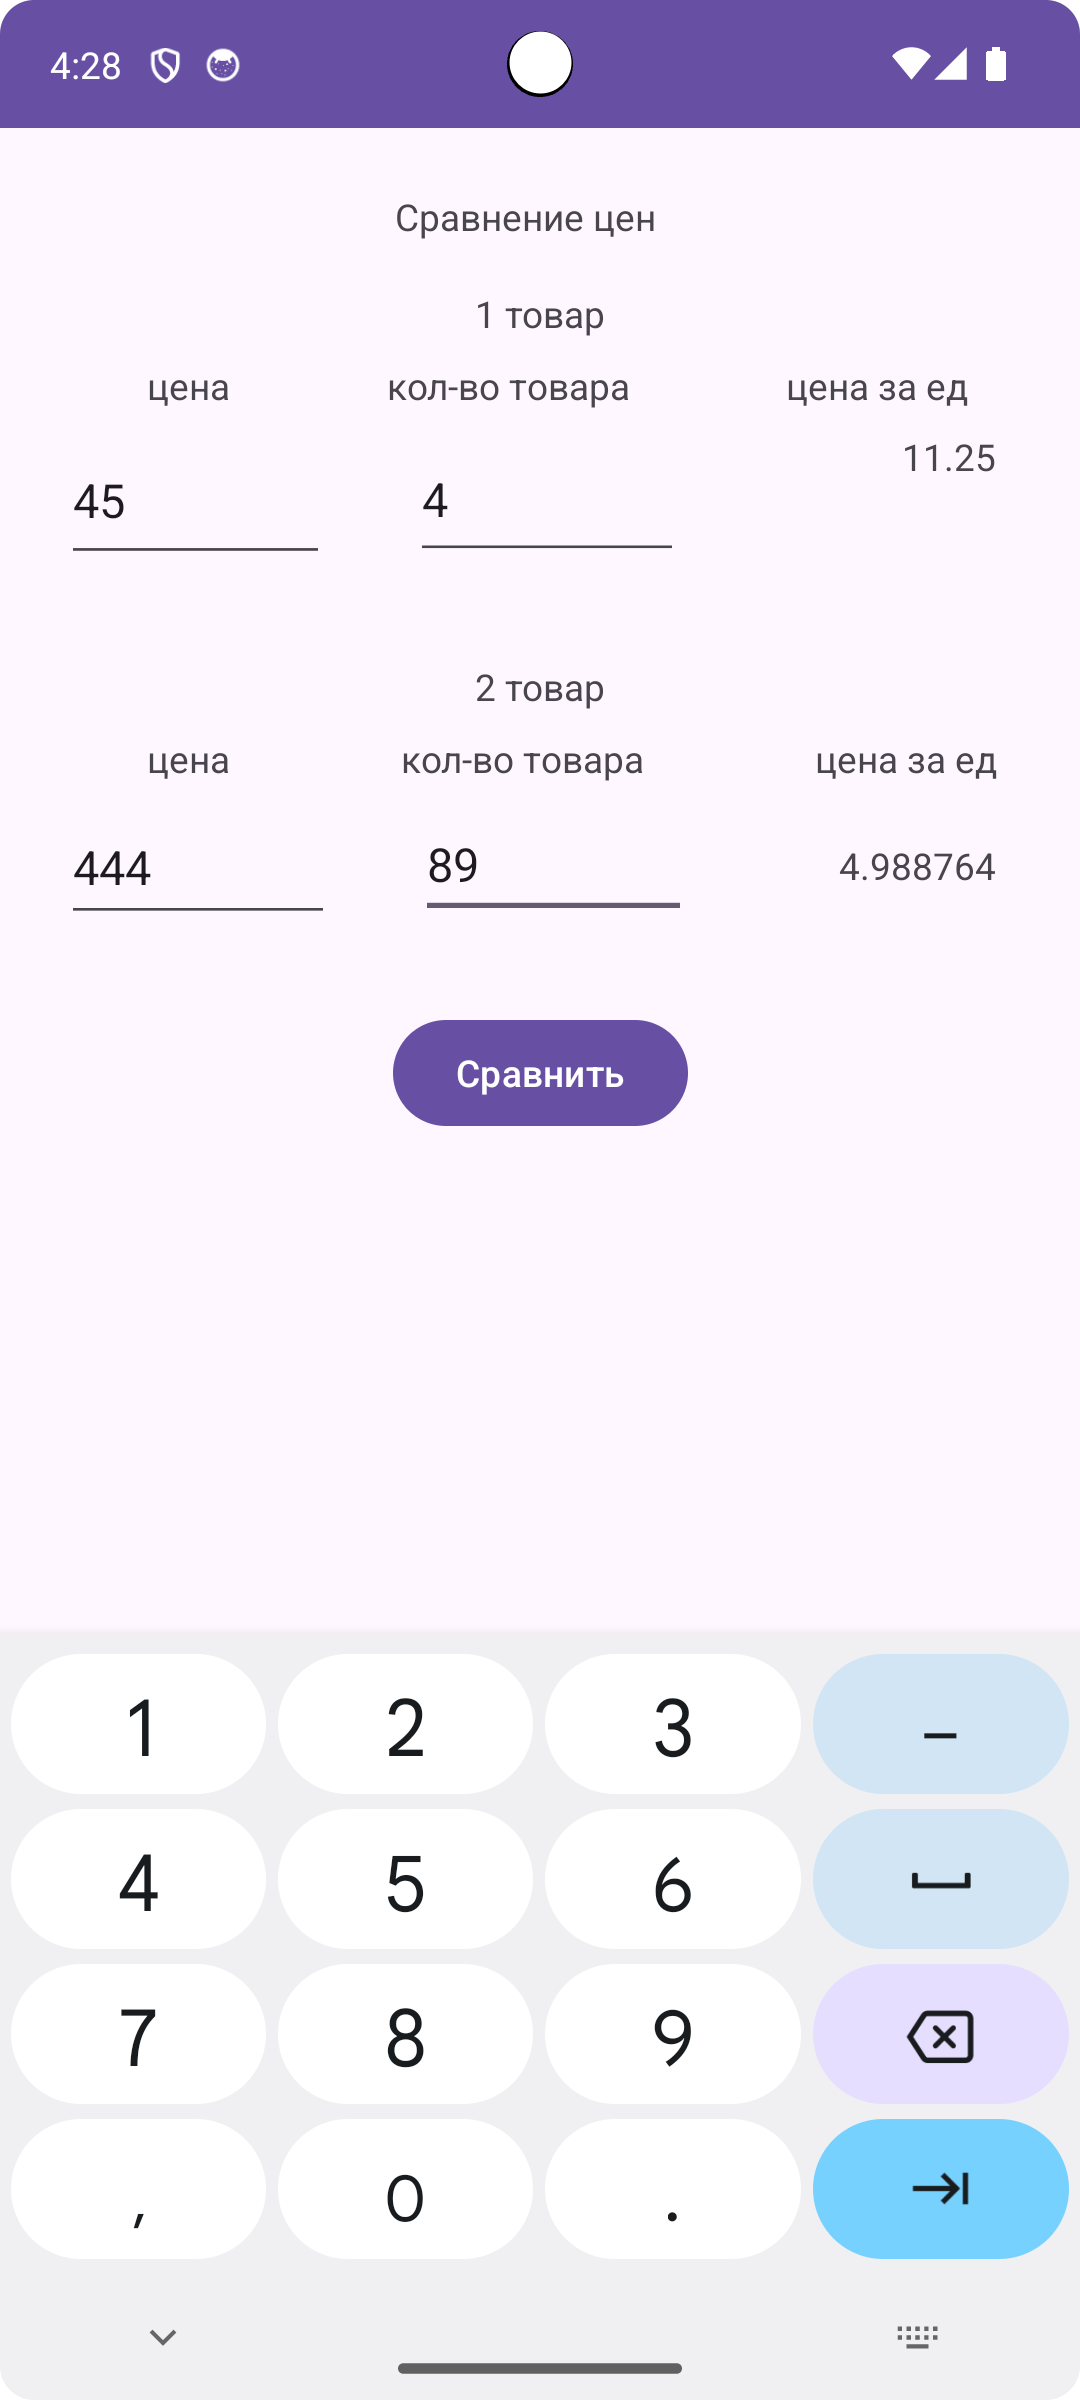 4:28
Сравнение цен
1 товар
цена кол-во товара цена за ед
11.25
45 4
2 товар
цена кол-во товара цена за ед
444 89 4.988764
Сравнить
1 2 3 –
4 5 6
7 8 9
, 0 .